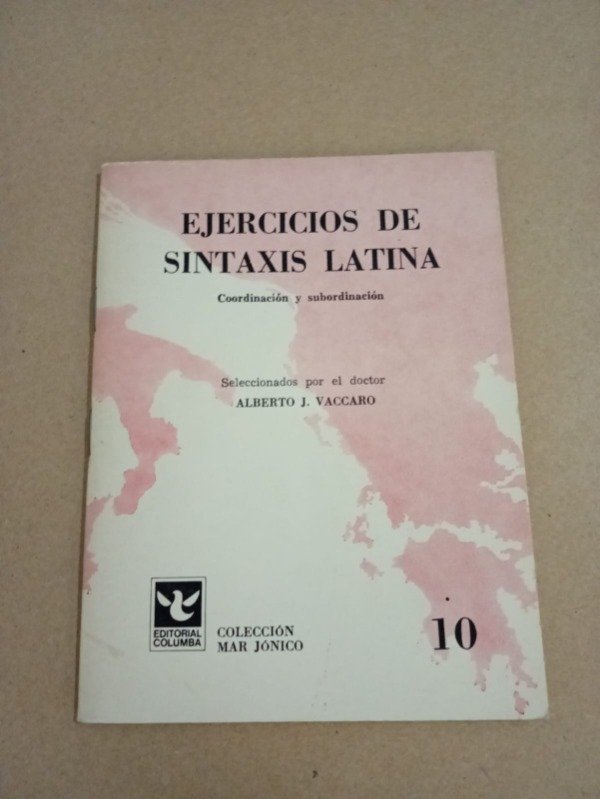 EJERCICIOS DE
SINTAXIS LATINA
Coordinación y subordinación
Seleccionados por el doctor
ALBERTO J. VACCARO
EDITORIAL
COLUMBA
COLECCIÓN
MAR JÓNICO
10